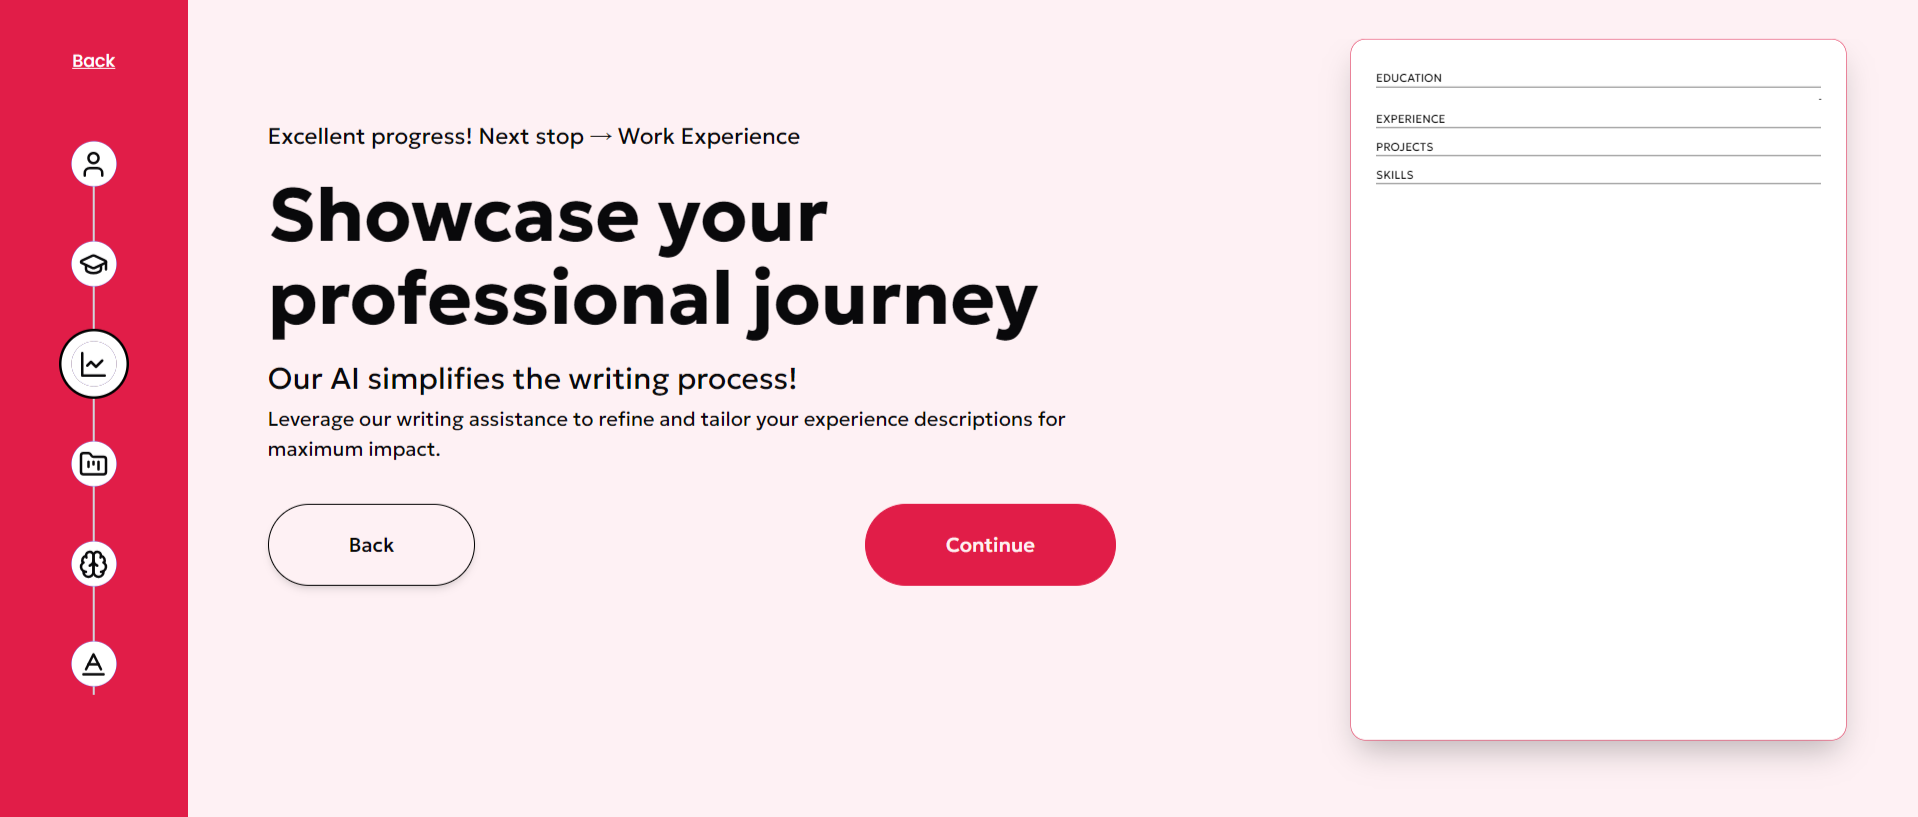 Back
Excellent progress! Next stop → Work Experience
Showcase your
professional journey
Our AI simplifies the writing process!
Leverage our writing assistance to refine and tailor your experience descriptions for
maximum impact.
Back
Continue
EDUCATION
-
EXPERIENCE
PROJECTS
SKILLS